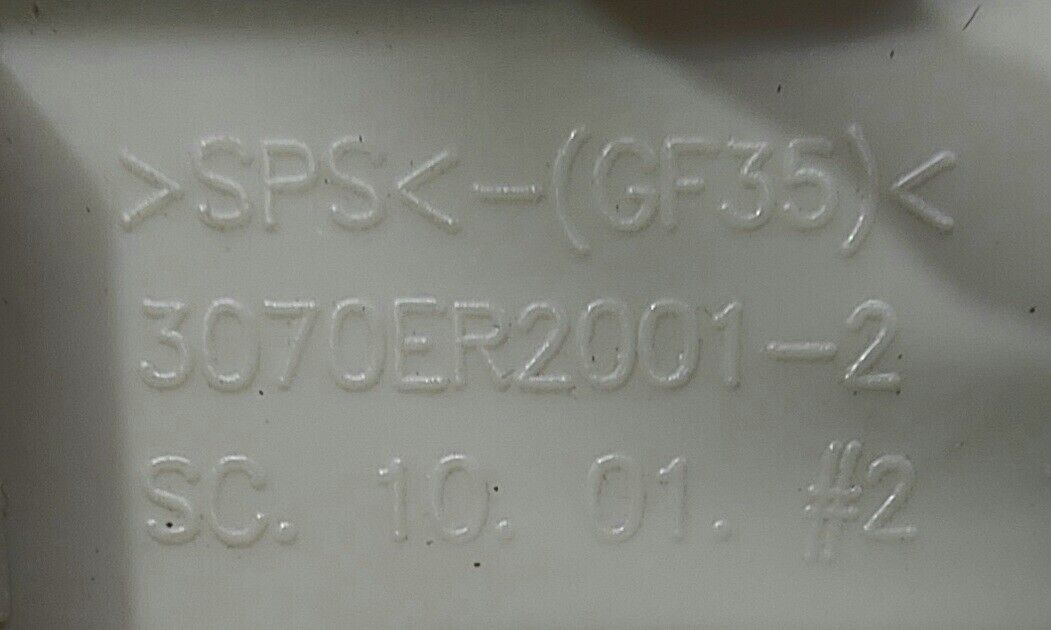 >SPS<-(GF35)<
3070ER2001-2
SC. 10. 01. #2